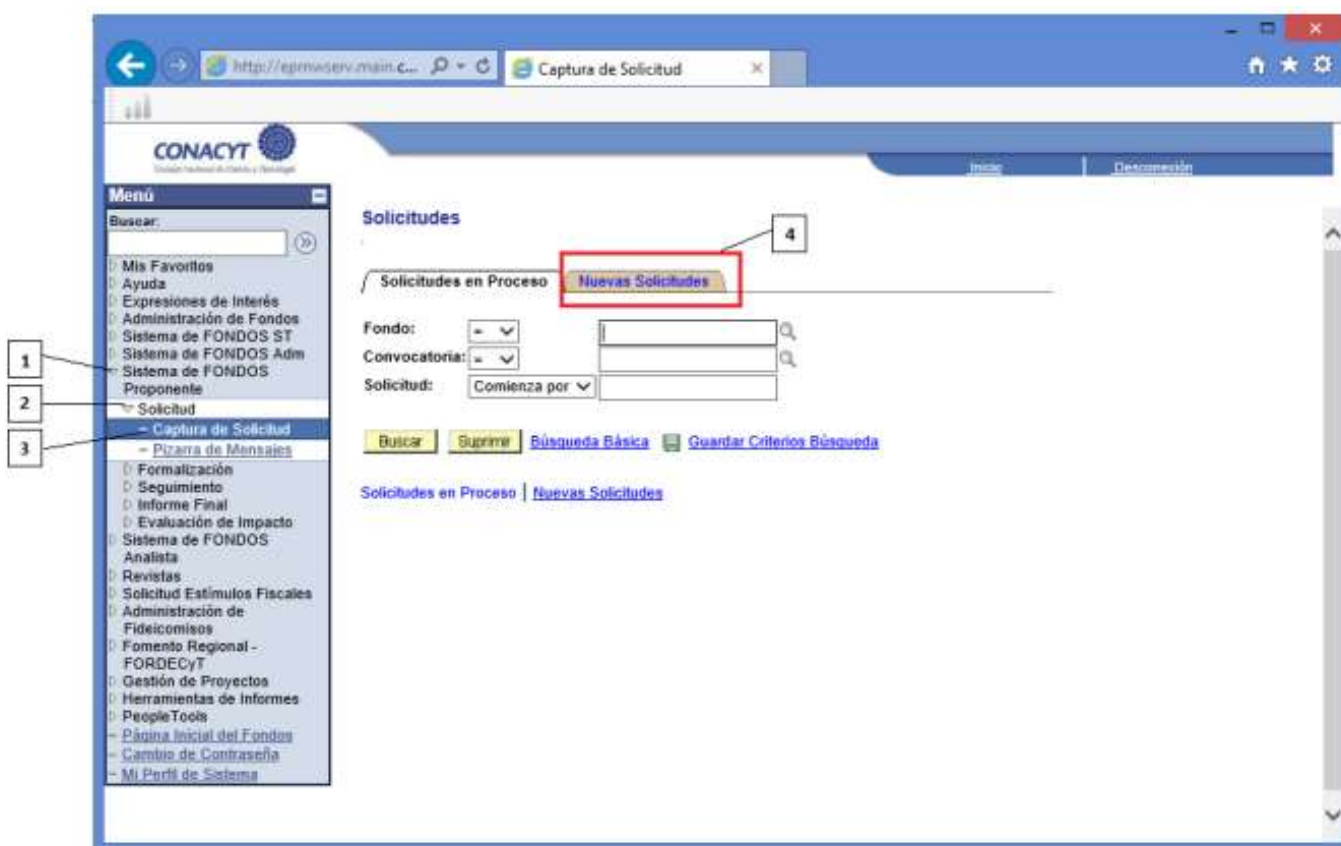 http://eprnwserv.main.c...
Captura de Solicitud
CONACYT
Inicio
Desconexión
Menú
Buscar:
Mis Favoritos
Ayuda
Expresiones de Interés
Administración de Fondos
Sistema de FONDOS ST
Sistema de FONDOS Adm
1
Sistema de FONDOS
Proponente
2
Solicitud
3
– Captura de Solicitud
– Pizarra de Mensajes
Formalización
Seguimiento
Informe Final
Evaluación de Impacto
Sistema de FONDOS
Analista
Revistas
Solicitud Estímulos Fiscales
Administración de
Fideicomisos
Fomento Regional -
FORDECyT
Gestión de Proyectos
Herramientas de Informes
PeopleTools
– Página Inicial del Fondos
– Cambio de Contraseña
– Mi Perfil de Sistema
Solicitudes
4
Solicitudes en Proceso Nuevas Solicitudes
Fondo: =
Convocatoria: =
Solicitud: Comienza por
Buscar Suprimir Búsqueda Básica Guardar Criterios Búsqueda
Solicitudes en Proceso | Nuevas Solicitudes